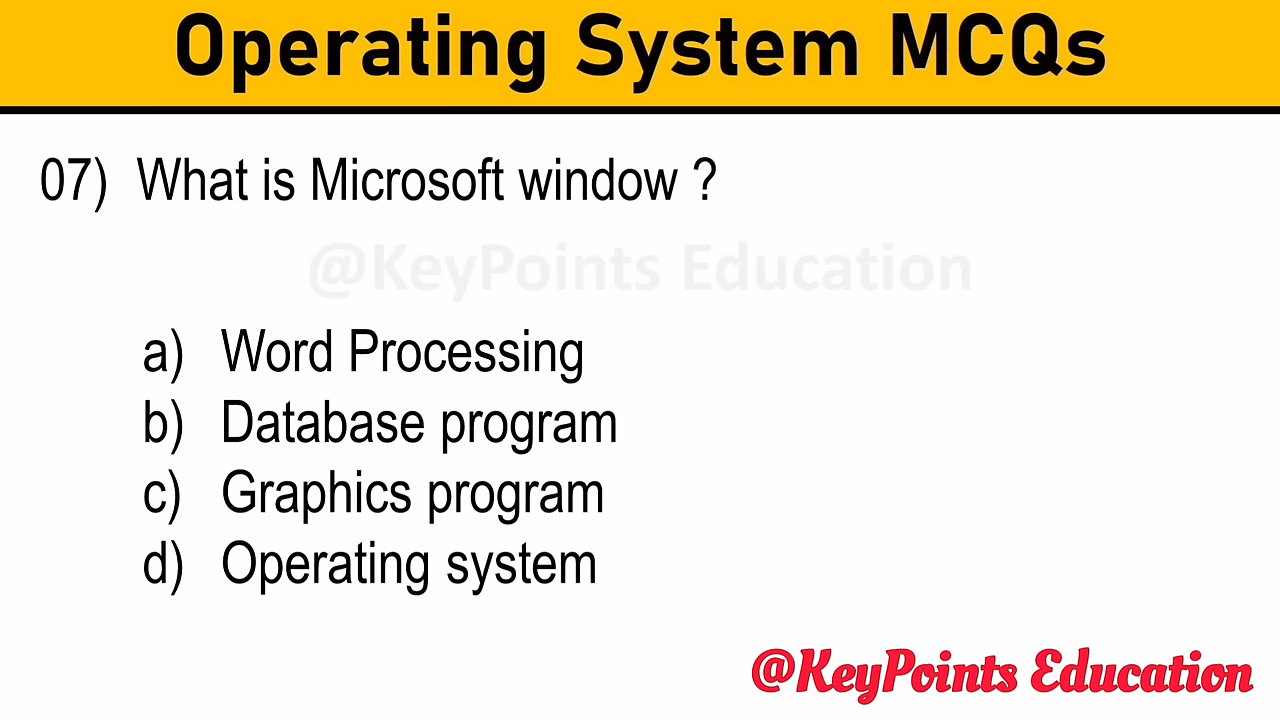 Operating System MCQs
07) What is Microsoft window ?
@KeyPoints Education
a) Word Processing
b) Database program
c) Graphics program
d) Operating system
@KeyPoints Education